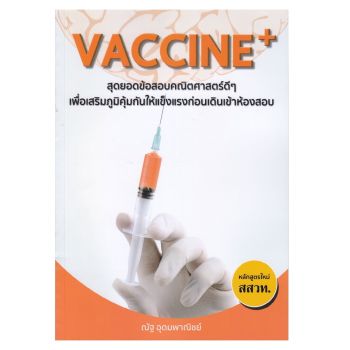 VACCINE+
สุดยอดข้อสอบคณิตศาสตร์ดีๆ
เพื่อเสริมภูมิคุ้มกันให้แข็งแรงก่อนเดินเข้าห้องสอบ
หลักสูตรใหม่
สสวท.
ณัฐ อุดมพาณิชย์